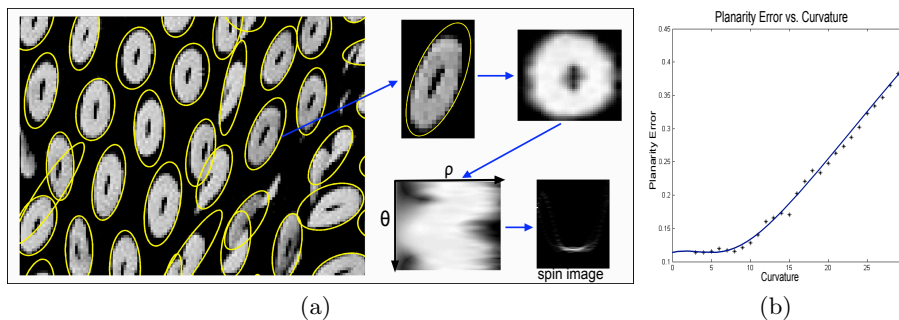 ρ
θ
spin image
(a)
Planarity Error vs. Curvature
0.45
0.4
0.35
0.3
0.25
0.2
0.15
0.1
Planarity Error
0 5 10 15 20 25
Curvature
(b)